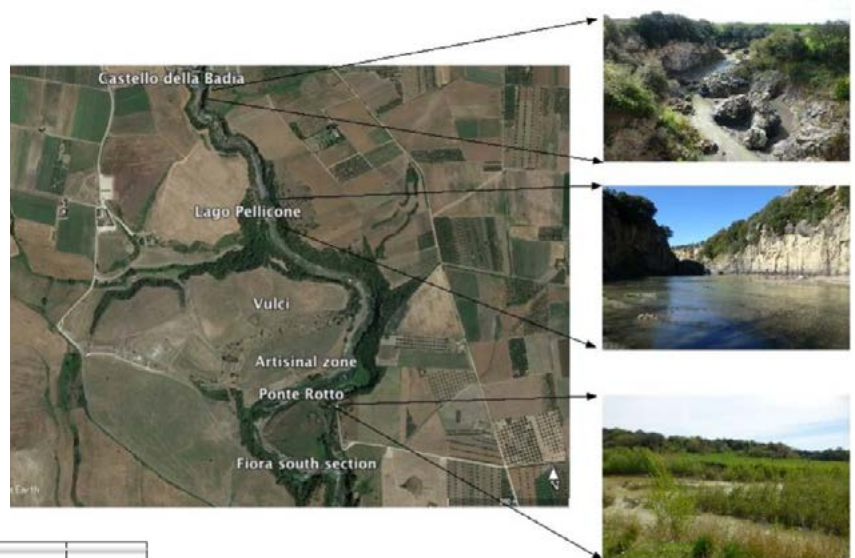 Castello della Badia
Lago Pellicone
Vulci
Artisinal zone
Ponte Rotto
Fiora south section
Earth